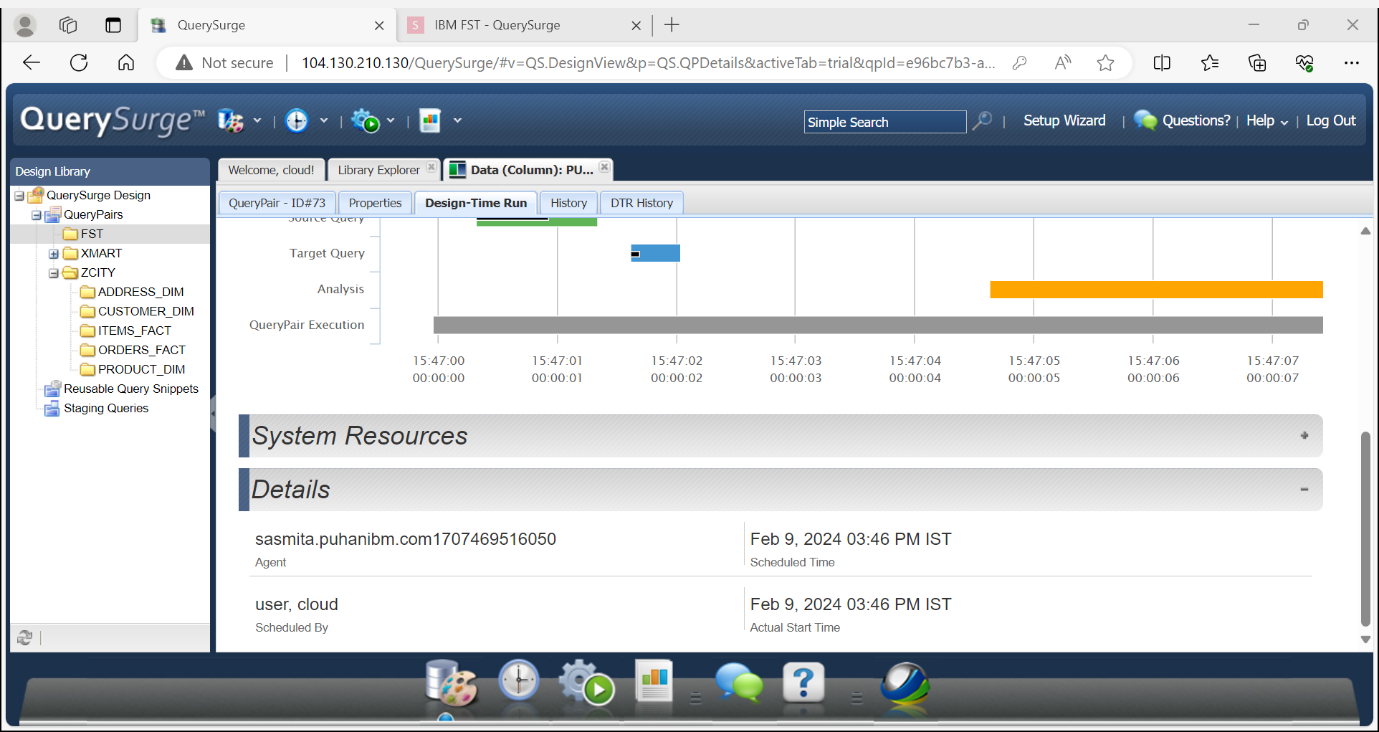 QuerySurge
IBM FST - QuerySurge
Not secure
104.130.210.130/QuerySurge/#v=QS.DesignView&p=QS.QPDetails&activeTab=trial&qpId=e96bc7b3-a...
QuerySurge™
Simple Search
Setup Wizard
Questions?
Help
Log Out
Design Library
QuerySurge Design
QueryPairs
FST
XMART
ZCITY
ADDRESS_DIM
CUSTOMER_DIM
ITEMS_FACT
ORDERS_FACT
PRODUCT_DIM
Reusable Query Snippets
Staging Queries
Welcome, cloud!
Library Explorer
Data (Column): PU...
QueryPair - ID#73
Properties
Design-Time Run
History
DTR History
Source Query
Target Query
Analysis
QueryPair Execution
15:47:00 15:47:01 15:47:02 15:47:03 15:47:04 15:47:05 15:47:06 15:47:07
00:00:00 00:00:01 00:00:02 00:00:03 00:00:04 00:00:05 00:00:06 00:00:07
System Resources
Details
sasmita.puhanibm.com1707469516050
Agent
Feb 9, 2024 03:46 PM IST
Scheduled Time
user, cloud
Scheduled By
Feb 9, 2024 03:46 PM IST
Actual Start Time